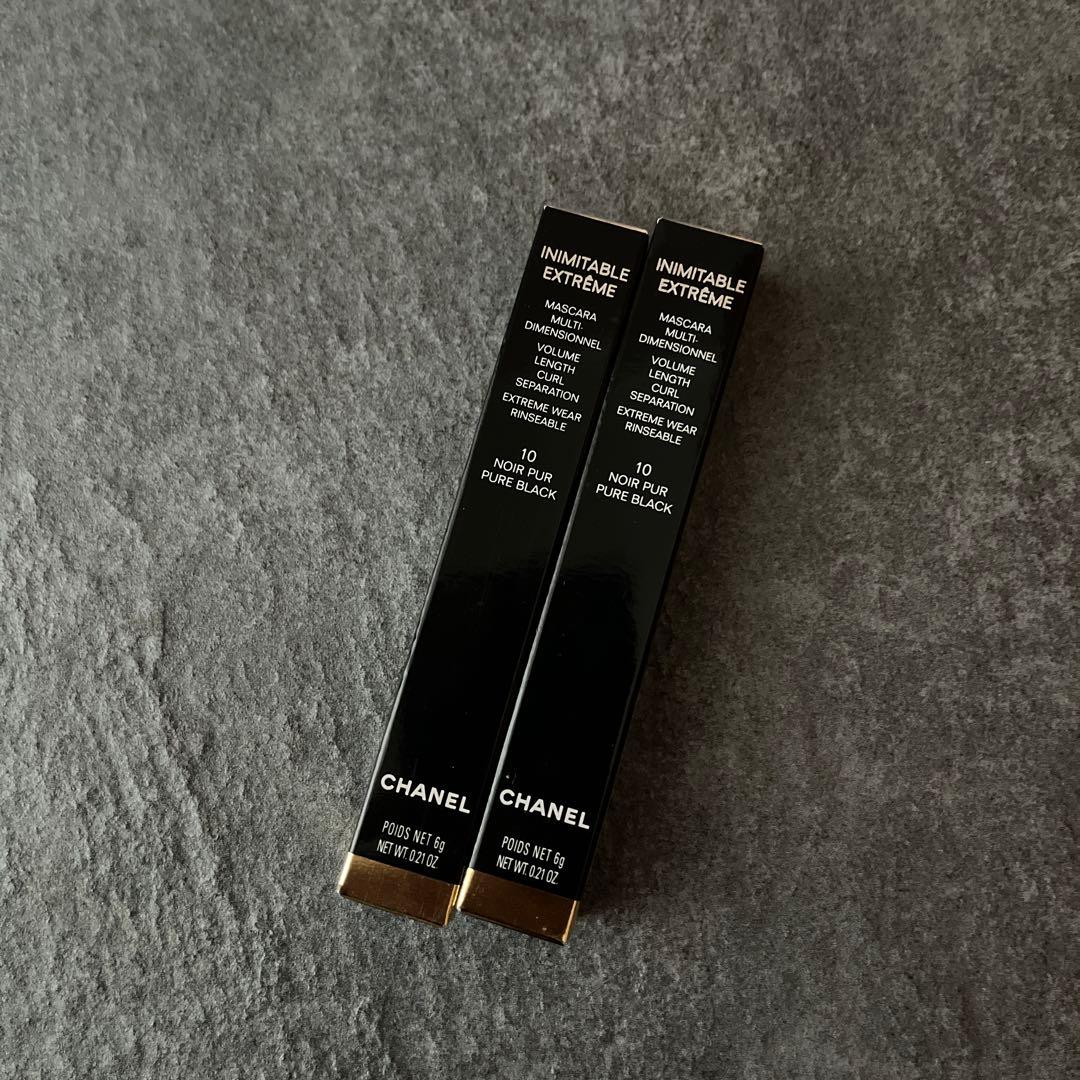 INIMITABLE
EXTRÊME
MASCARA
MULTI-
DIMENSIONNEL
VOLUME
LENGTH
CURL
SEPARATION
EXTREME WEAR
RINSEABLE
10
NOIR PUR
PURE BLACK
CHANEL
POIDS NET 6g
NET WT. 0.21 OZ.
INIMITABLE
EXTRÊME
MASCARA
MULTI-
DIMENSIONNEL
VOLUME
LENGTH
CURL
SEPARATION
EXTREME WEAR
RINSEABLE
10
NOIR PUR
PURE BLACK
CHANEL
POIDS NET 6g
NET WT. 0.21 OZ.